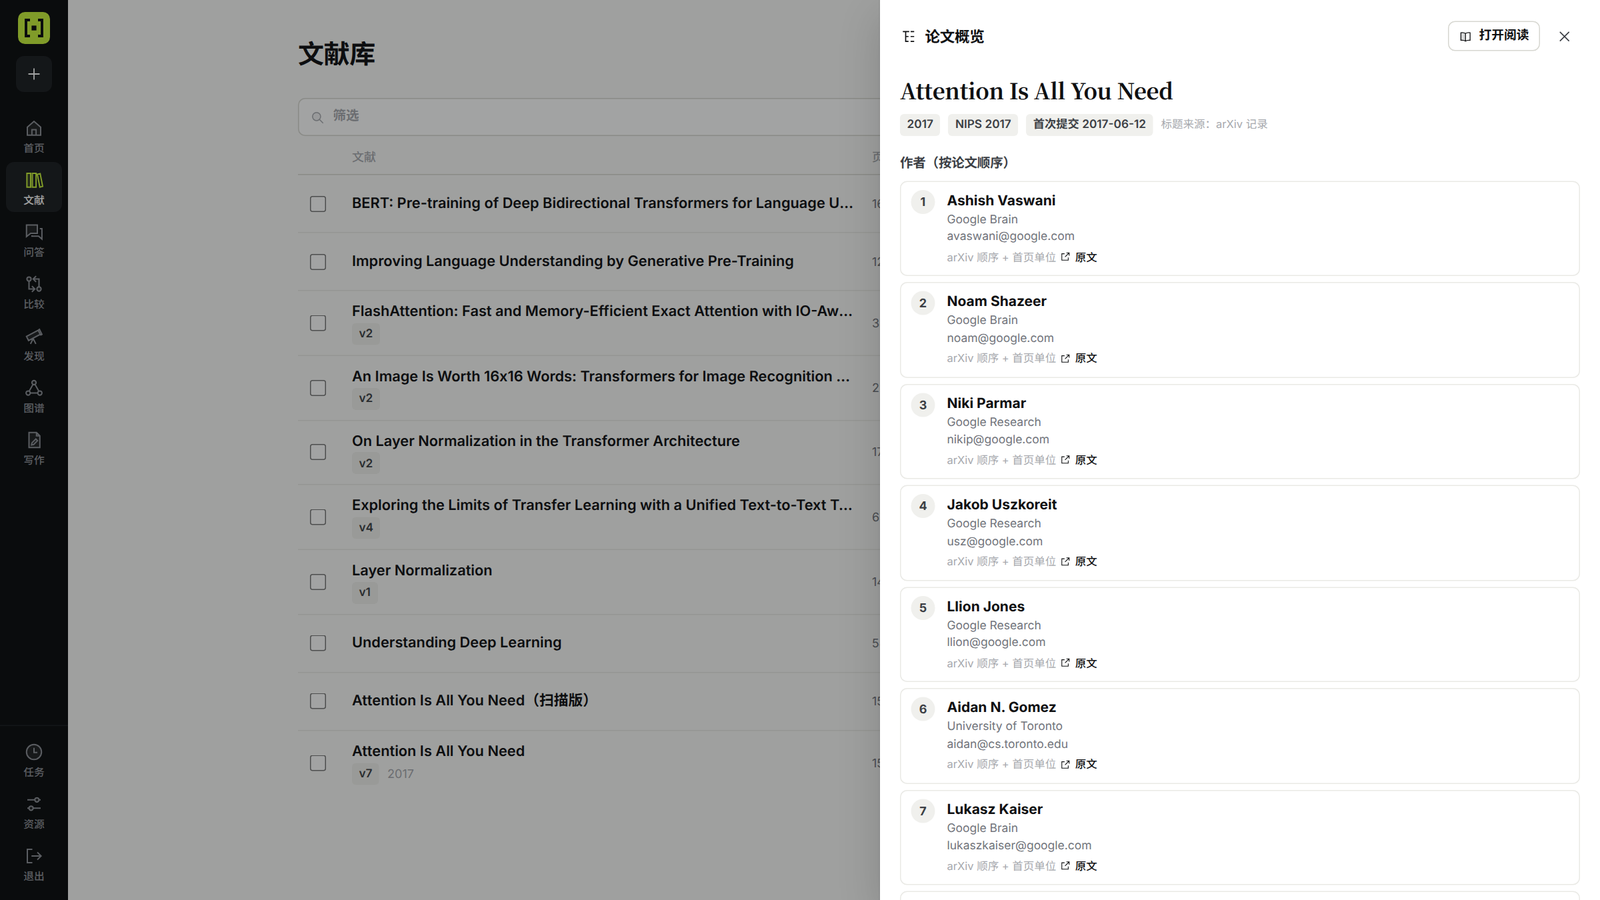 首页
文献
问答
比较
发现
图谱
写作
任务
资源
退出
文献库
筛选
文献
BERT: Pre-training of Deep Bidirectional Transformers for Language U...
Improving Language Understanding by Generative Pre-Training
FlashAttention: Fast and Memory-Efficient Exact Attention with IO-Aw...
v2
An Image Is Worth 16x16 Words: Transformers for Image Recognition ...
v2
On Layer Normalization in the Transformer Architecture
v2
Exploring the Limits of Transfer Learning with a Unified Text-to-Text T...
v4
Layer Normalization
v1
Understanding Deep Learning
Attention Is All You Need（扫描版）
Attention Is All You Need
v7 2017
论文概览
打开阅读
Attention Is All You Need
2017 NIPS 2017 首次提交 2017-06-12 标题来源：arXiv 记录
作者（按论文顺序）
1 Ashish Vaswani
Google Brain
avaswani@google.com
arXiv 顺序 + 首页单位 原文
2 Noam Shazeer
Google Brain
noam@google.com
arXiv 顺序 + 首页单位 原文
3 Niki Parmar
Google Research
nikip@google.com
arXiv 顺序 + 首页单位 原文
4 Jakob Uszkoreit
Google Research
usz@google.com
arXiv 顺序 + 首页单位 原文
5 Llion Jones
Google Research
llion@google.com
arXiv 顺序 + 首页单位 原文
6 Aidan N. Gomez
University of Toronto
aidan@cs.toronto.edu
arXiv 顺序 + 首页单位 原文
7 Lukasz Kaiser
Google Brain
lukaszkaiser@google.com
arXiv 顺序 + 首页单位 原文